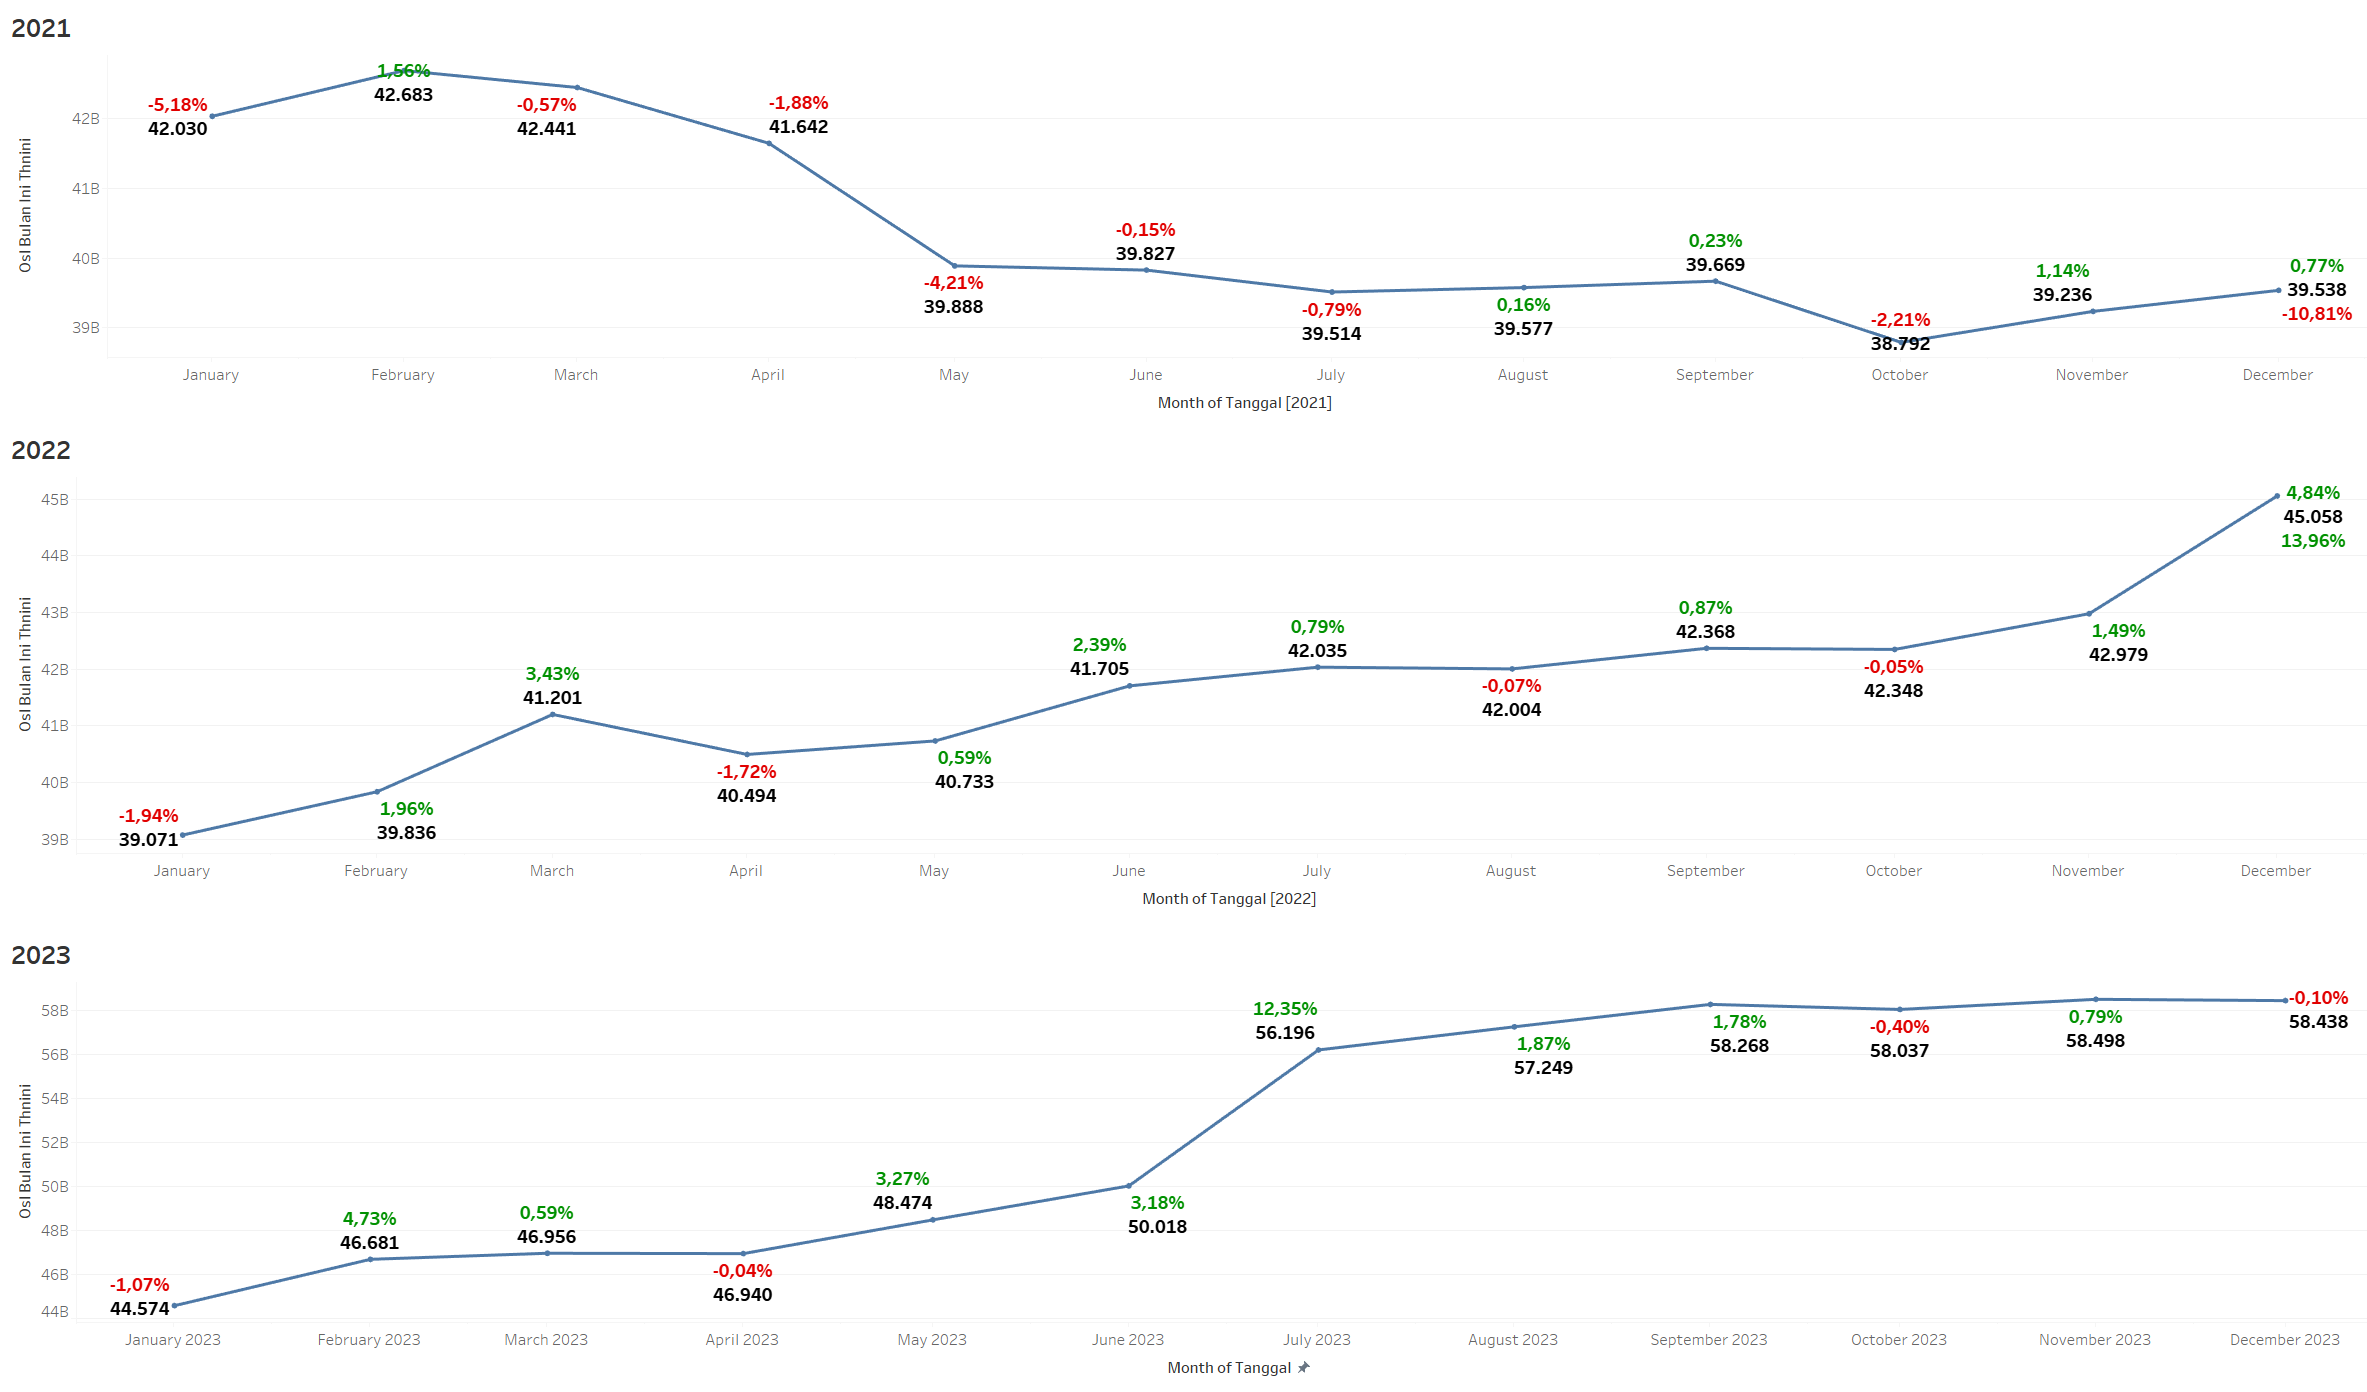 2021
Osl Bulan Ini Thnini
42B
41B
40B
39B
-5,18%
42.030
1,56%
42.683
-0,57%
42.441
-1,88%
41.642
-4,21%
39.888
-0,15%
39.827
-0,79%
39.514
0,16%
39.577
0,23%
39.669
-2,21%
38.792
1,14%
39.236
0,77%
39.538
-10,81%
January February March April May June July August September October November December
Month of Tanggal [2021]
2022
Osl Bulan Ini Thnini
45B
44B
43B
42B
41B
40B
39B
-1,94%
39.071
1,96%
39.836
3,43%
41.201
-1,72%
40.494
0,59%
40.733
2,39%
41.705
0,79%
42.035
-0,07%
42.004
0,87%
42.368
-0,05%
42.348
1,49%
42.979
4,84%
45.058
13,96%
January February March April May June July August September October November December
Month of Tanggal [2022]
2023
Osl Bulan Ini Thnini
58B
56B
54B
52B
50B
48B
46B
44B
-1,07%
44.574
4,73%
46.681
0,59%
46.956
-0,04%
46.940
3,27%
48.474
3,18%
50.018
12,35%
56.196
1,87%
57.249
1,78%
58.268
-0,40%
58.037
0,79%
58.498
-0,10%
58.438
January 2023 February 2023 March 2023 April 2023 May 2023 June 2023 July 2023 August 2023 September 2023 October 2023 November 2023 December 2023
Month of Tanggal